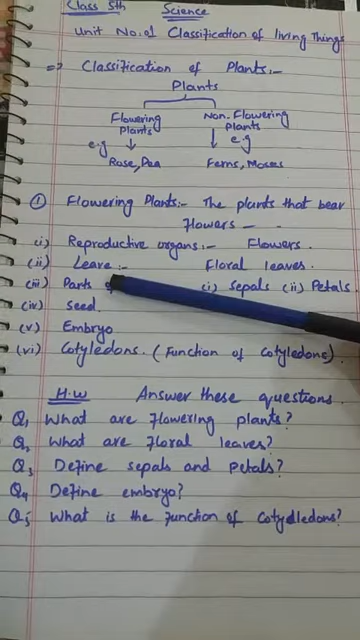 Class 5th Science
Unit No.01 Classification of living Things
=> Classification of Plants:-
Plants
Flowering Plants Non-Flowering Plants
e.g e.g
Rose, Pea Ferns, Moses
① Flowering Plants:- The plants that bear
flowers -
(i) Reproductive organs:- Flowers.
(ii) Leave:- Floral leaves.
(iii) Parts (i) Sepals (ii) Petals.
(iv) Seed.
(v) Embryo
(vi) Cotyledons. (Function of Cotyledons).
H.W Answer these questions.
Q1 What are flowering plants?
Q2 What are floral leaves?
Q3 Define sepals and petals?
Q4 Define embryo?
Q5 What is the function of Cotydledons?